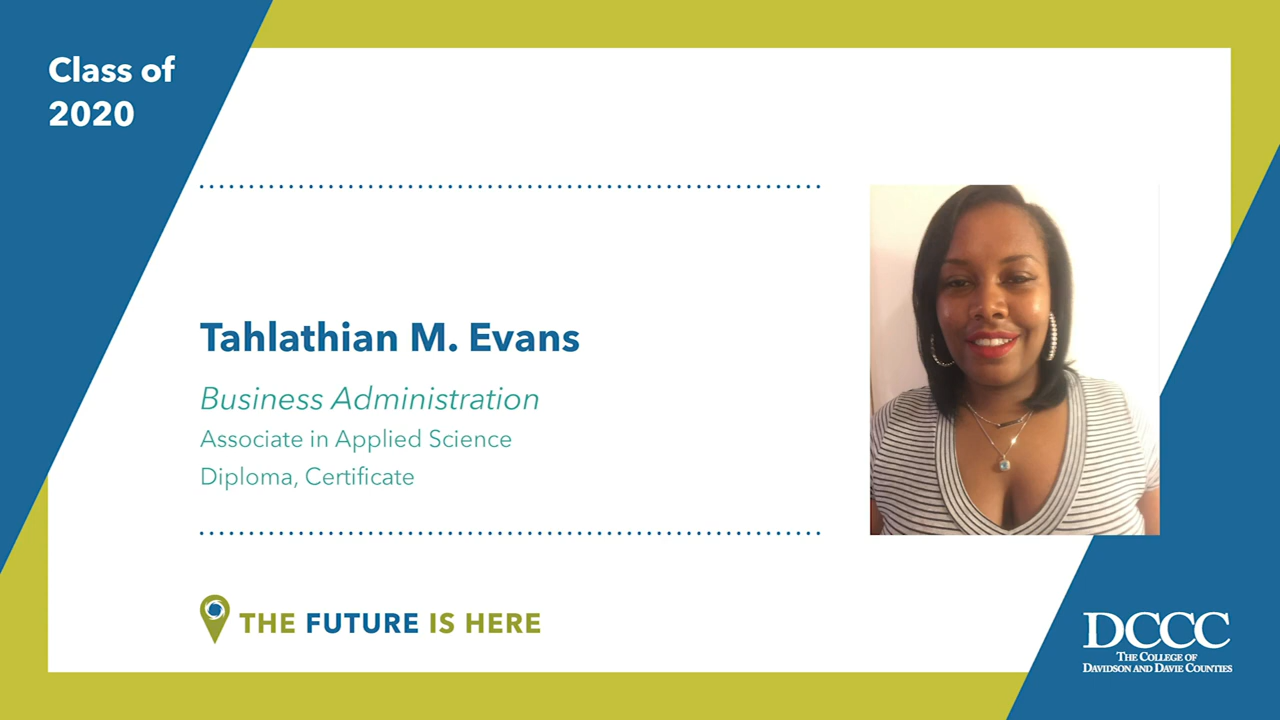 Class of
2020
Tahlathian M. Evans
Business Administration
Associate in Applied Science
Diploma, Certificate
THE FUTURE IS HERE
DCCC
THE COLLEGE OF
DAVIDSON AND DAVIE COUNTIES